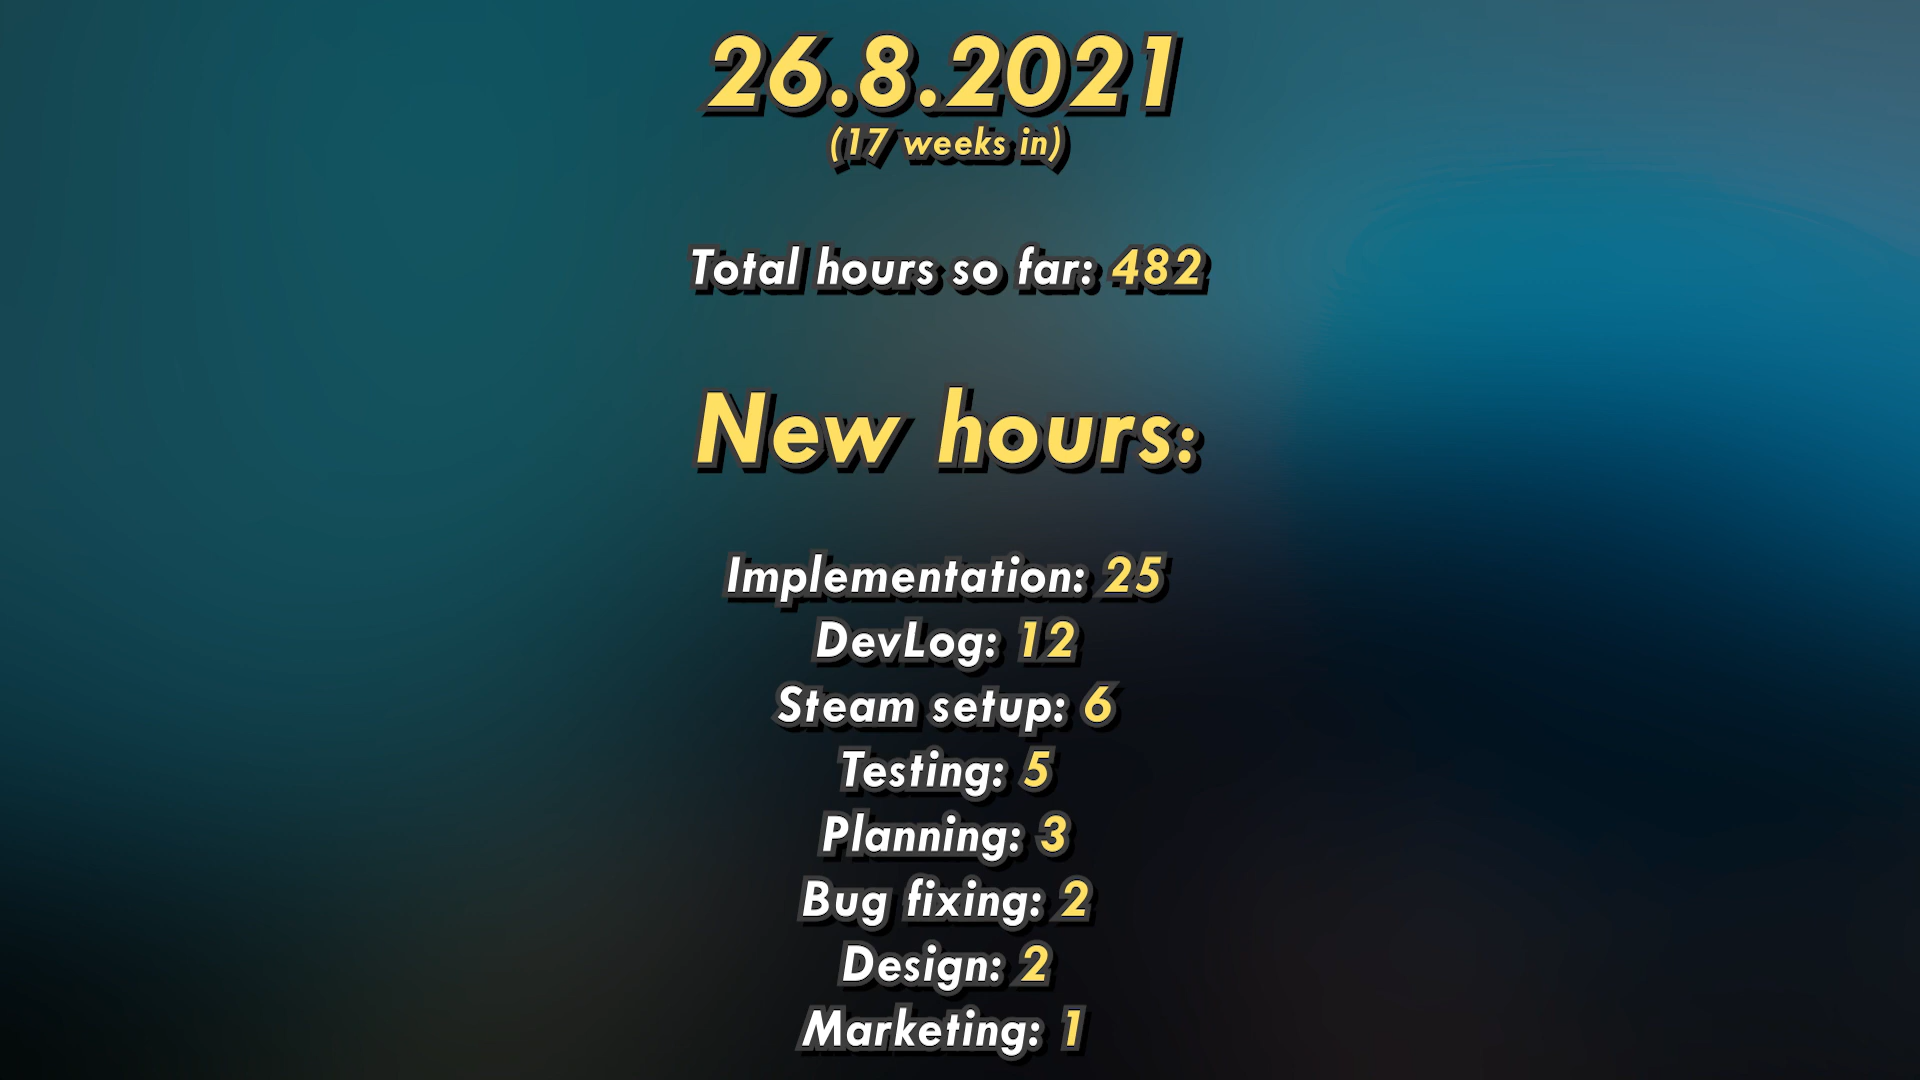 26.8.2021
(17 weeks in)
Total hours so far: 482
New hours:
Implementation: 25
DevLog: 12
Steam setup: 6
Testing: 5
Planning: 3
Bug fixing: 2
Design: 2
Marketing: 1